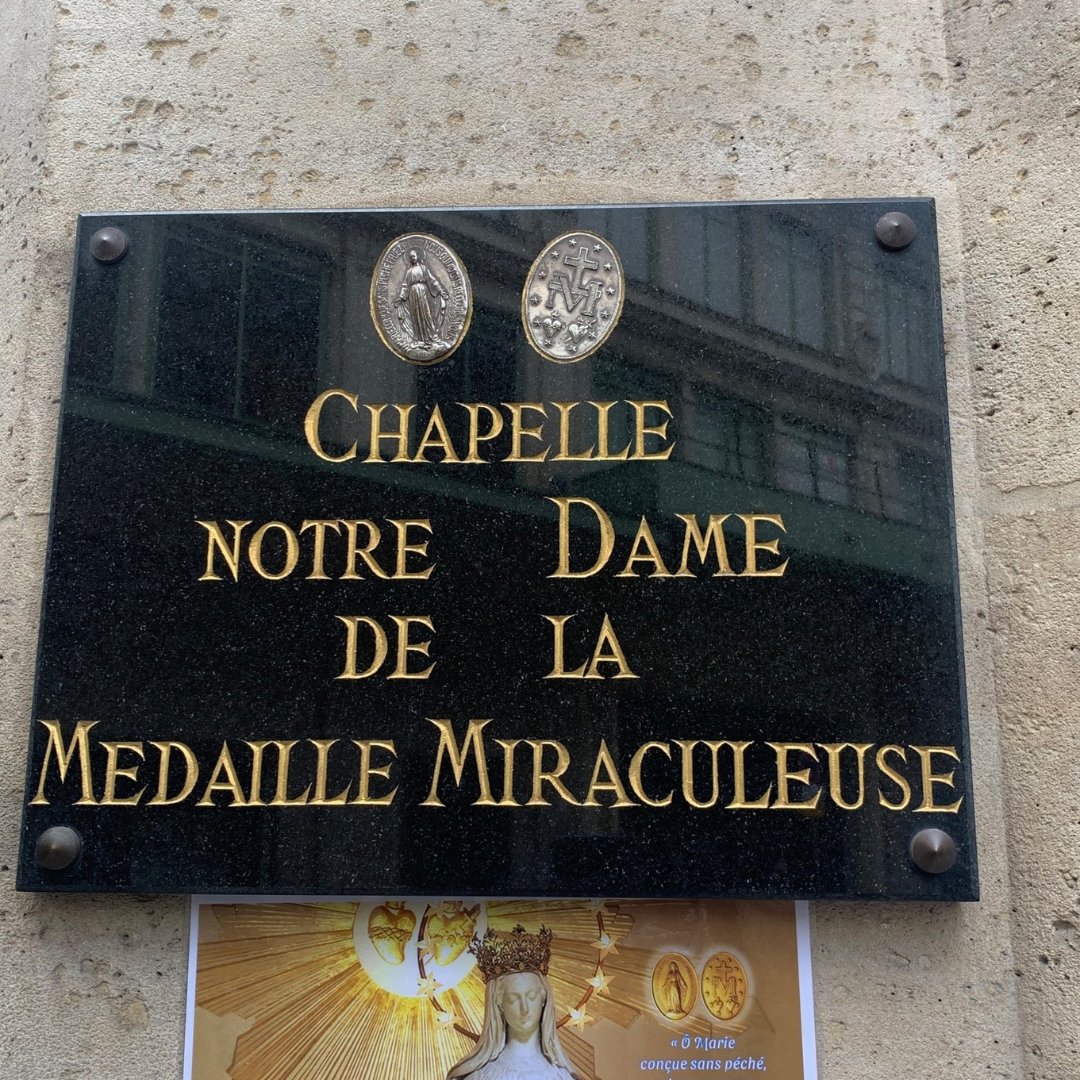 CHAPELLE
NOTRE DAME
DE LA
MEDAILLE MIRACULEUSE
« Ô Marie
conçue sans péché,